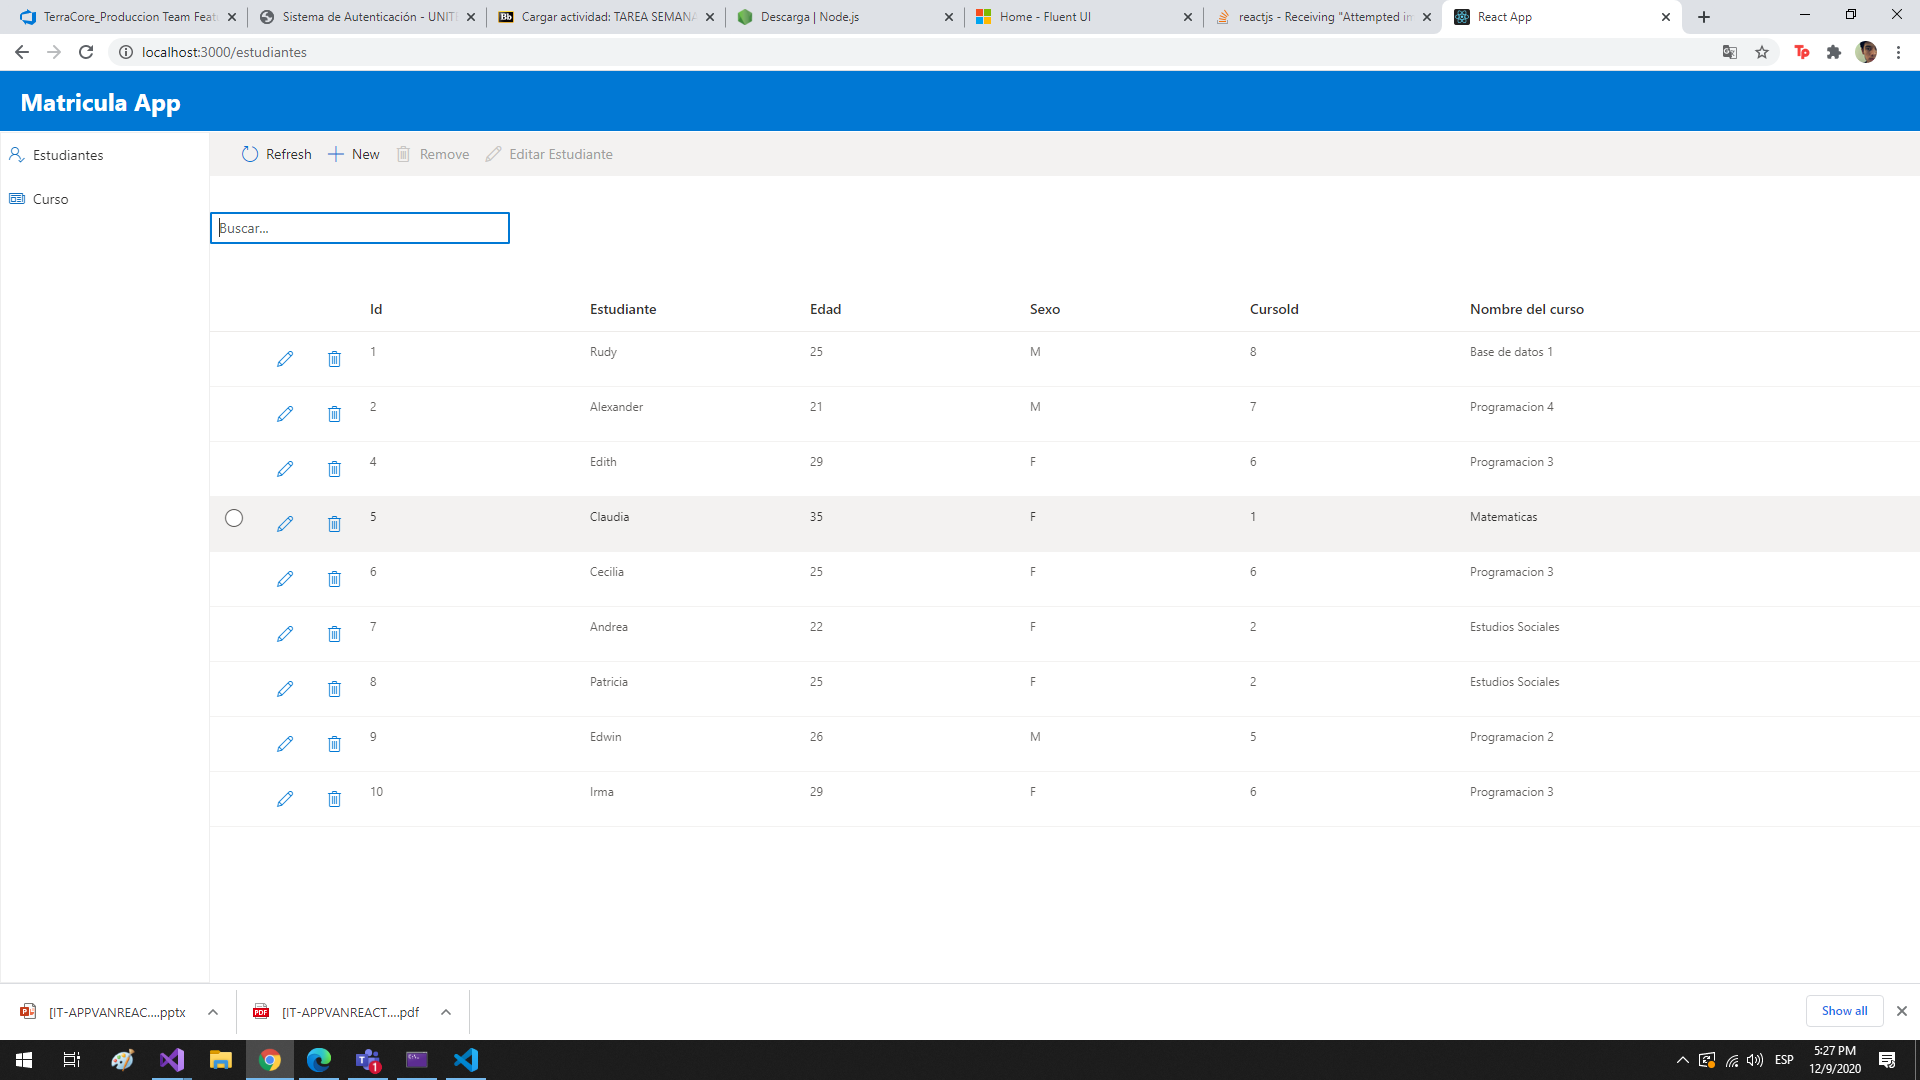 TerraCore_Produccion Team Feat
Sistema de Autenticación - UNIT
Bb Cargar actividad: TAREA SEMANA
Descarga | Node.js
Home - Fluent UI
reactjs - Receiving "Attempted in
React App
localhost:3000/estudiantes
Tp
Matricula App
Estudiantes
Curso
Refresh New Remove Editar Estudiante
Buscar...
Id Estudiante Edad Sexo CursoId Nombre del curso
1 Rudy 25 M 8 Base de datos 1
2 Alexander 21 M 7 Programacion 4
4 Edith 29 F 6 Programacion 3
5 Claudia 35 F 1 Matematicas
6 Cecilia 25 F 6 Programacion 3
7 Andrea 22 F 2 Estudios Sociales
8 Patricia 25 F 2 Estudios Sociales
9 Edwin 26 M 5 Programacion 2
10 Irma 29 F 6 Programacion 3
[IT-APPVANREAC....pptx
PDF [IT-APPVANREACT....pdf
Show all
1
ESP
5:27 PM
12/9/2020